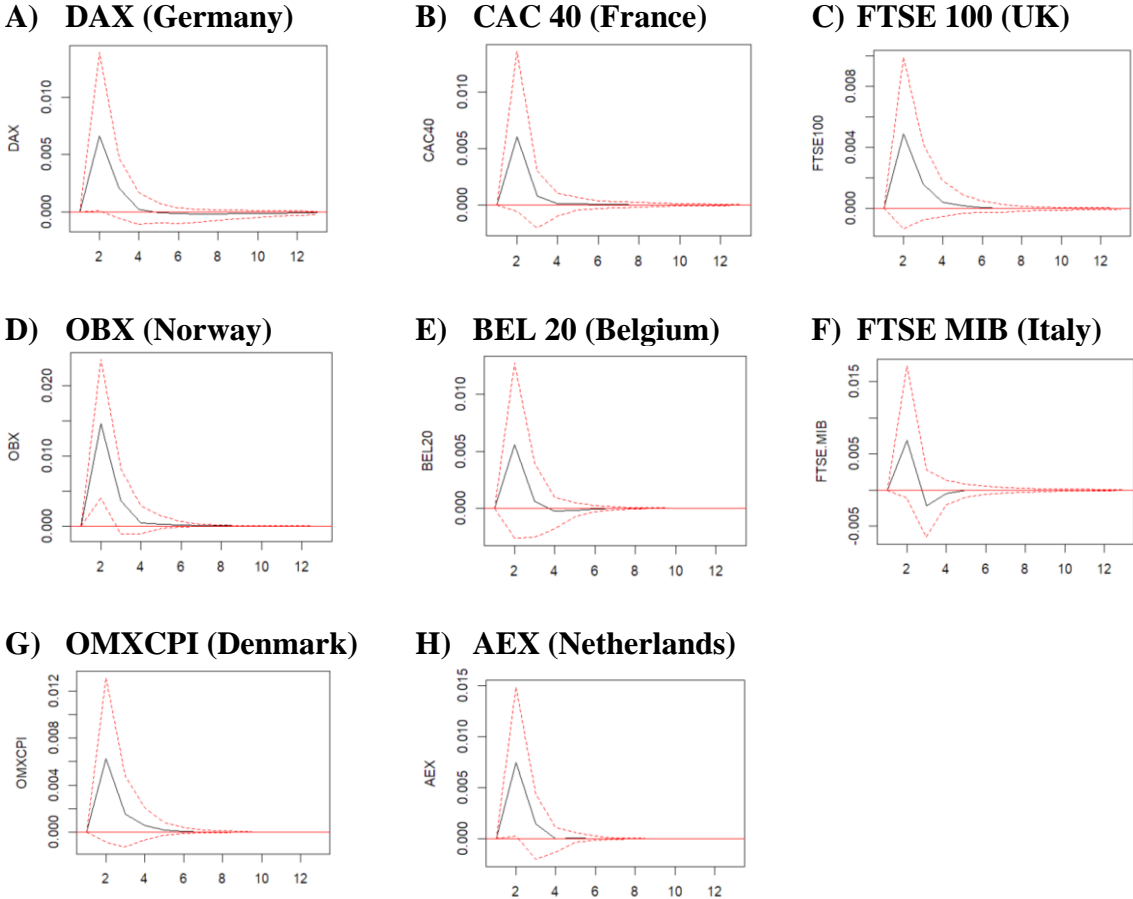 A) DAX (Germany)
B) CAC 40 (France)
C) FTSE 100 (UK)
DAX
0.000 0.005 0.010
2 4 6 8 10 12
CAC40
0.000 0.005 0.010
2 4 6 8 10 12
FTSE100
0.000 0.004 0.008
2 4 6 8 10 12
D) OBX (Norway)
E) BEL 20 (Belgium)
F) FTSE MIB (Italy)
OBX
0.000 0.010 0.020
2 4 6 8 10 12
BEL20
0.000 0.005 0.010
2 4 6 8 10 12
FTSE.MIB
-0.005 0.005 0.015
2 4 6 8 10 12
G) OMXCPI (Denmark)
H) AEX (Netherlands)
OMXCPI
0.000 0.004 0.008 0.012
2 4 6 8 10 12
AEX
0.000 0.005 0.010 0.015
2 4 6 8 10 12